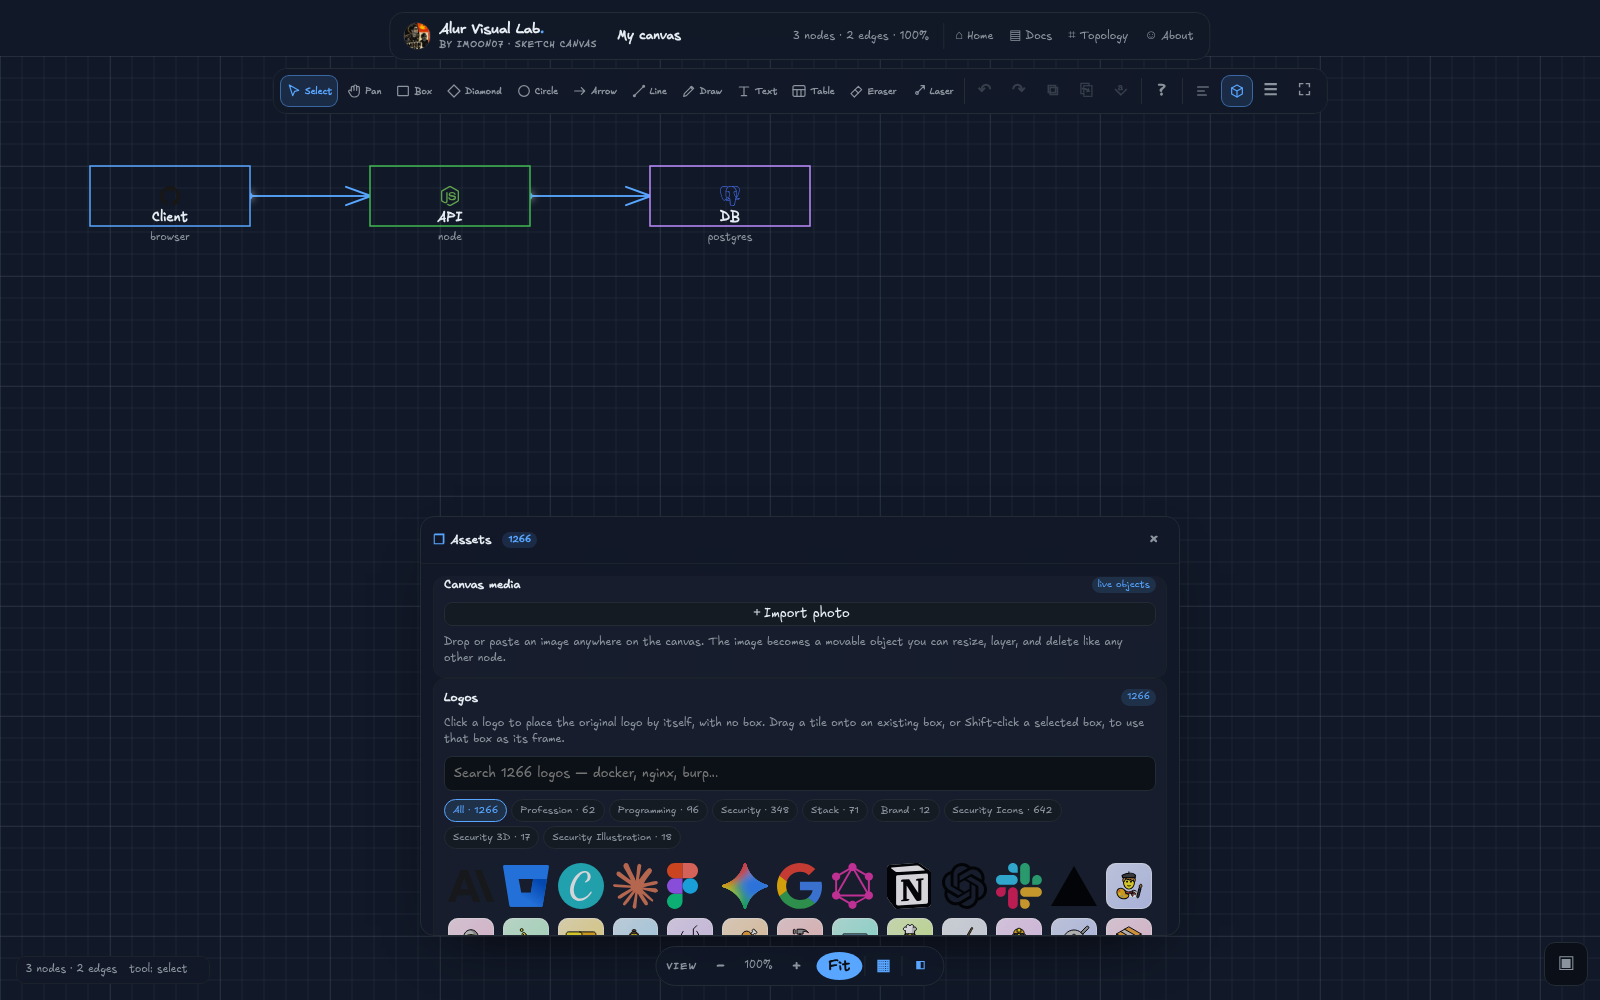 Alur Visual Lab.
BY IMOON07 · SKETCH CANVAS
My canvas
3 nodes · 2 edges · 100%
Home
Docs
Topology
About
Select
Pan
Box
Diamond
Circle
Arrow
Line
Draw
Text
Table
Eraser
Laser
?
Client
browser
JS
API
node
DB
postgres
Assets
1266
×
Canvas media
live objects
+ Import photo
Drop or paste an image anywhere on the canvas. The image becomes a movable object you can resize, layer, and delete like any
other node.
Logos
1266
Click a logo to place the original logo by itself, with no box. Drag a tile onto an existing box, or Shift-click a selected box, to use
that box as its frame.
Search 1266 logos — docker, nginx, burp...
All · 1266
Profession · 62
Programming · 96
Security · 348
Stack · 71
Brand · 12
Security Icons · 642
Security 3D · 17
Security Illustration · 18
3 nodes · 2 edges tool: select
VIEW
−
100%
+
Fit